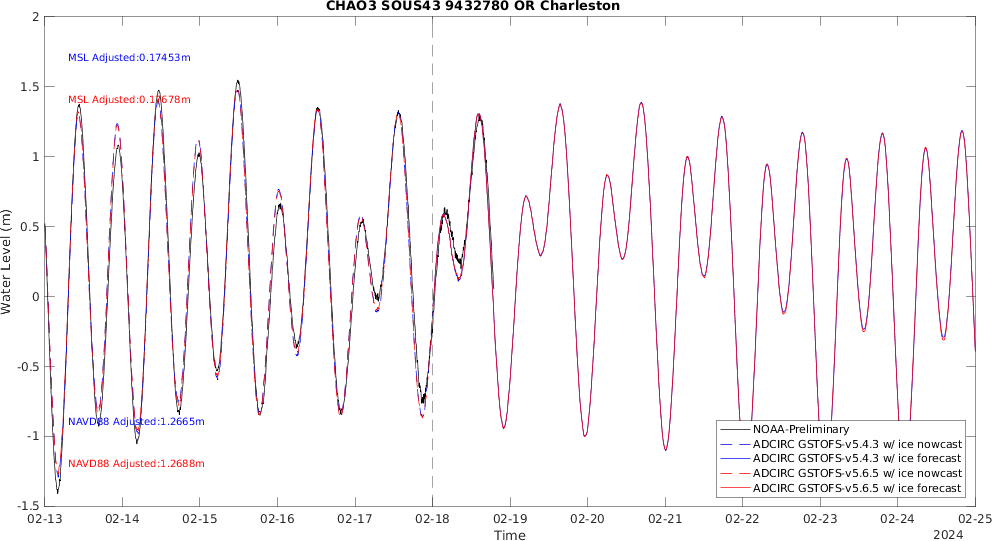 CHAO3 SOUS43 9432780 OR Charleston
Water Level (m)
2
1.5
1
0.5
0
-0.5
-1
-1.5
MSL Adjusted:0.17453m
MSL Adjusted:0.17678m
NAVD88 Adjusted:1.2665m
NAVD88 Adjusted:1.2688m
NOAA-Preliminary
ADCIRC GSTOFS-v5.4.3 w/ ice nowcast
ADCIRC GSTOFS-v5.4.3 w/ ice forecast
ADCIRC GSTOFS-v5.6.5 w/ ice nowcast
ADCIRC GSTOFS-v5.6.5 w/ ice forecast
02-13 02-14 02-15 02-16 02-17 02-18 02-19 02-20 02-21 02-22 02-23 02-24 02-25
Time
2024